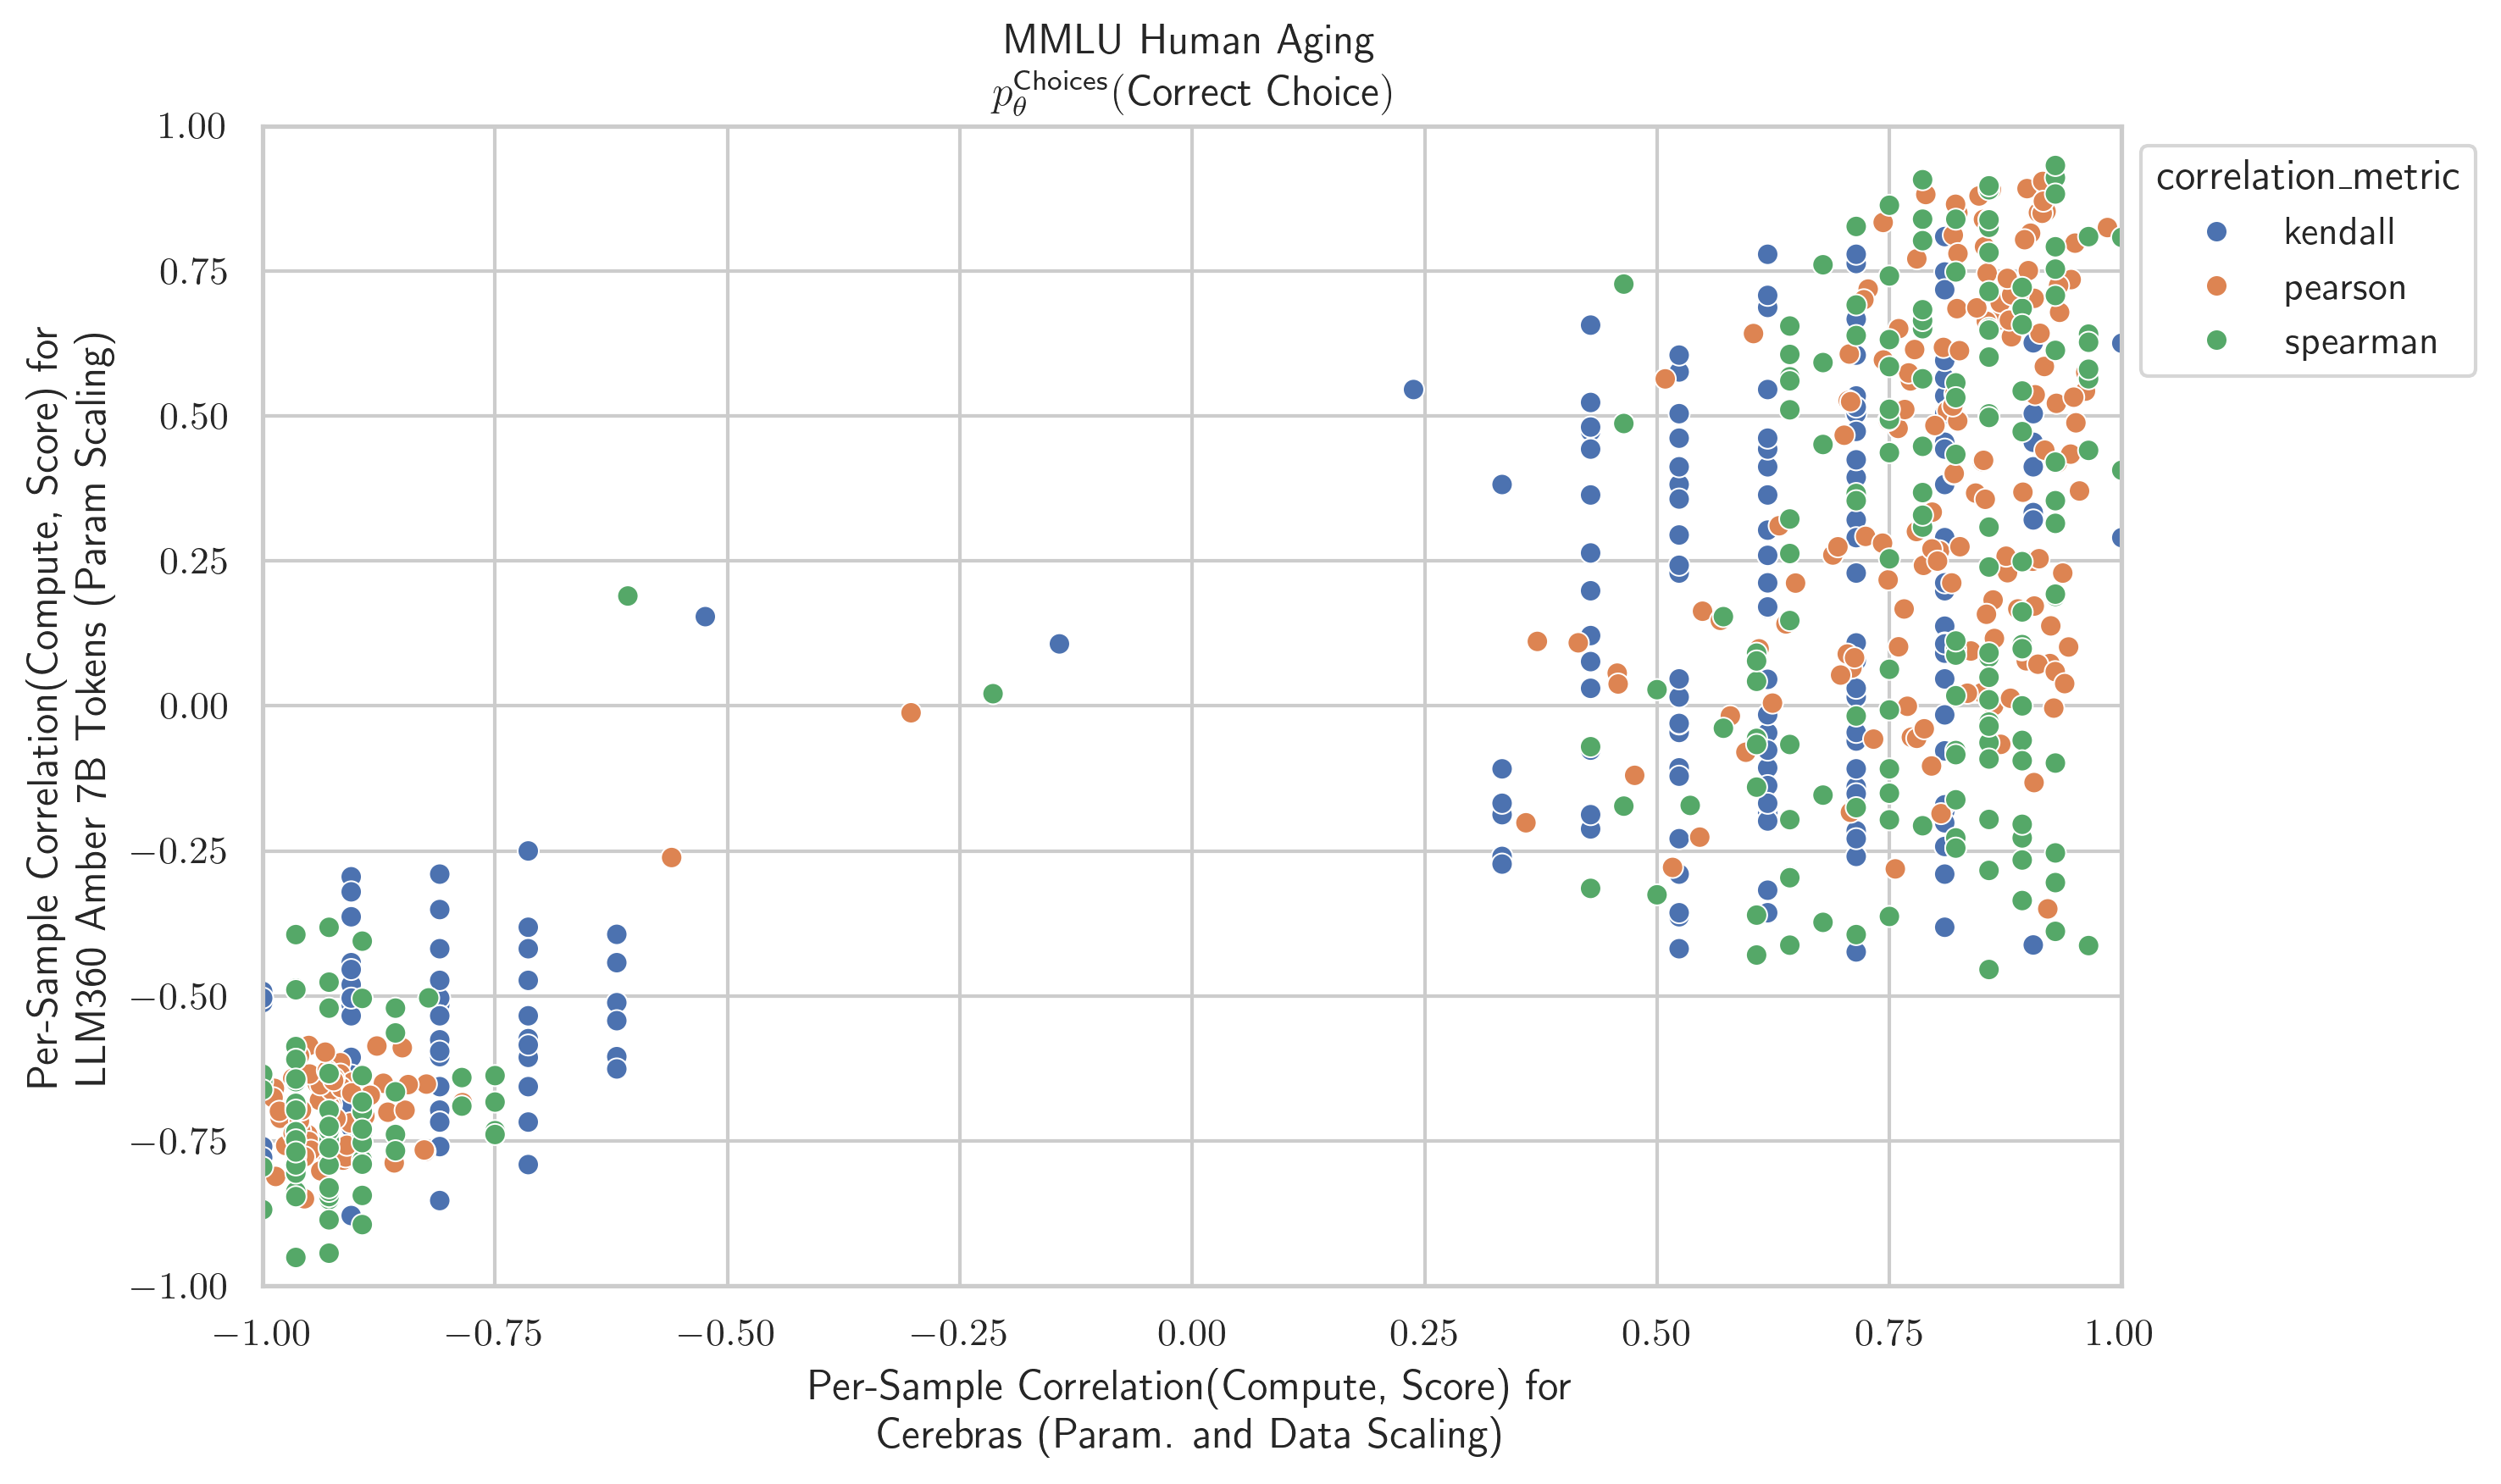 MMLU Human Aging
p_θ^Choices(Correct Choice)
1.00
0.75
0.50
0.25
0.00
−0.25
−0.50
−0.75
−1.00
Per-Sample Correlation(Compute, Score) for
LLM360 Amber 7B Tokens (Param Scaling)
−1.00 −0.75 −0.50 −0.25 0.00 0.25 0.50 0.75 1.00
Per-Sample Correlation(Compute, Score) for
Cerebras (Param. and Data Scaling)
correlation_metric
kendall
pearson
spearman